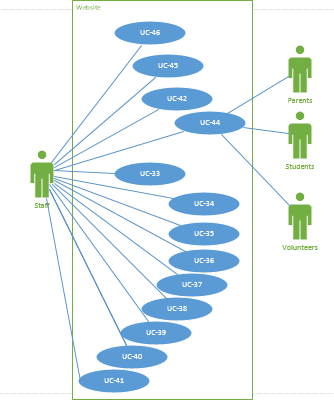 Website
UC-46
UC-45
UC-42
UC-44
Parents
Students
UC-33
Staff
UC-34
UC-35
Volunteers
UC-36
UC-37
UC-38
UC-39
UC-40
UC-41